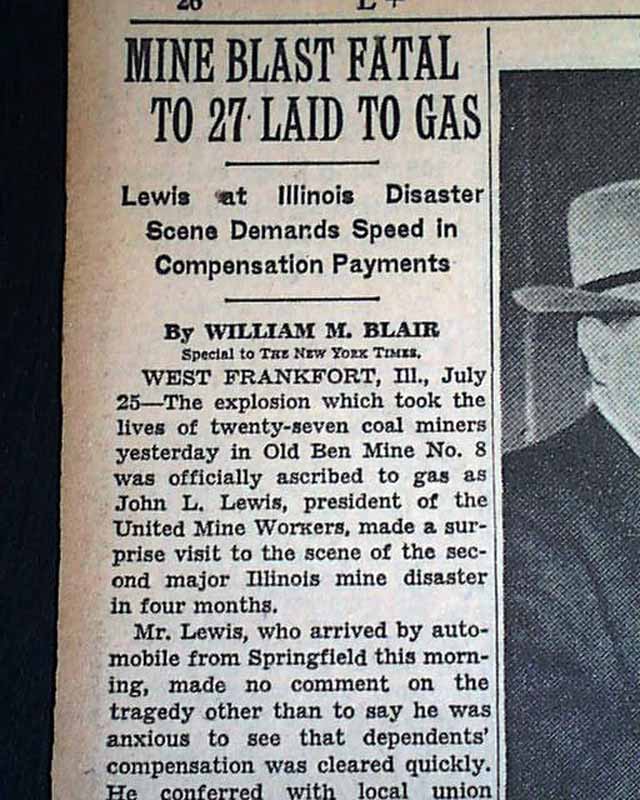 26
L+
MINE BLAST FATAL
TO 27 LAID TO GAS
Lewis at Illinois Disaster
Scene Demands Speed in
Compensation Payments
By WILLIAM M. BLAIR
Special to THE NEW YORK TIMES.
WEST FRANKFORT, Ill., July
25—The explosion which took the
lives of twenty-seven coal miners
yesterday in Old Ben Mine No. 8
was officially ascribed to gas as
John L. Lewis, president of the
United Mine Workers, made a sur-
prise visit to the scene of the sec-
ond major Illinois mine disaster
in four months.
Mr. Lewis, who arrived by auto-
mobile from Springfield this morn-
ing, made no comment on the
tragedy other than to say he was
anxious to see that dependents'
compensation was cleared quickly.
He conferred with local union